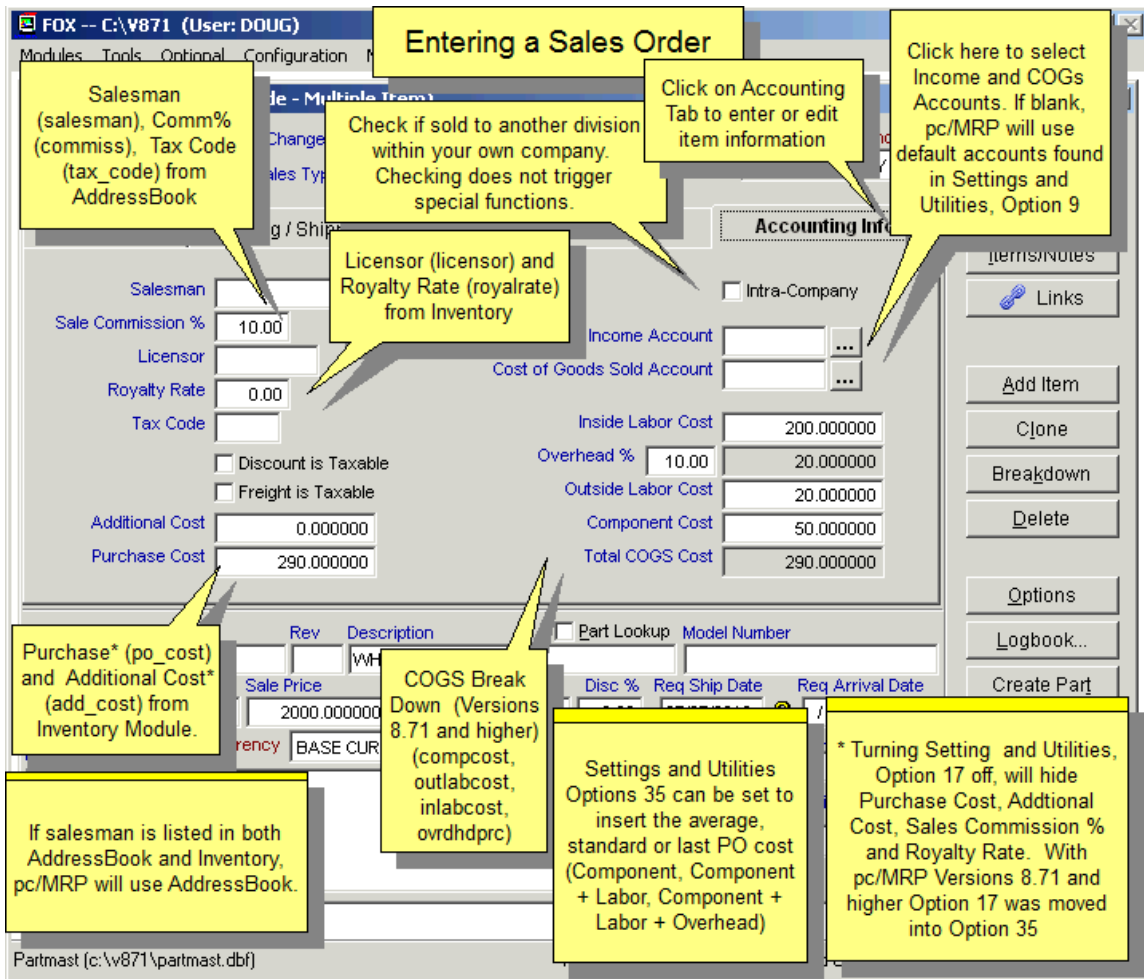 FOX -- C:\V871 (User: DOUG)
Modules Tools Optional Configuration
Entering a Sales Order
Salesman
(salesman), Comm%
(commiss), Tax Code
(tax_code) from
AddressBook
de - Multiple Item)
Change
ales Typ
g / Shipp
Check if sold to another division
within your own company.
Checking does not trigger
special functions.
Click on Accounting
Tab to enter or edit
item information
Click here to select
Income and COGs
Accounts. If blank,
pc/MRP will use
default accounts found
in Settings and
Utilities, Option 9
Accounting Info
Items/Notes
Links
Licensor (licensor) and
Royalty Rate (royalrate)
from Inventory
Salesman
Sale Commission % 10.00
Licensor
Royalty Rate 0.00
Tax Code
Discount is Taxable
Freight is Taxable
Additional Cost 0.000000
Purchase Cost 290.000000
Intra-Company
Income Account ...
Cost of Goods Sold Account ...
Inside Labor Cost 200.000000
Overhead % 10.00 20.000000
Outside Labor Cost 20.000000
Component Cost 50.000000
Total COGS Cost 290.000000
Add Item
Clone
Breakdown
Delete
Options
Logbook...
Create Part
Rev Description Part Lookup Model Number
WH
Sale Price Disc % Req Ship Date Req Arrival Date
2000.000000
rency BASE CUR
Purchase* (po_cost)
and Additional Cost*
(add_cost) from
Inventory Module.
COGS Break
Down (Versions
8.71 and higher)
(compcost,
outlabcost,
inlabcost,
ovrdhdprc)
If salesman is listed in both
AddressBook and Inventory,
pc/MRP will use AddressBook.
Settings and Utilities
Options 35 can be set to
insert the average,
standard or last PO cost
(Component, Component
+ Labor, Component +
Labor + Overhead)
* Turning Setting and Utilities,
Option 17 off, will hide
Purchase Cost, Addtional
Cost, Sales Commission %
and Royalty Rate. With
pc/MRP Versions 8.71 and
higher Option 17 was moved
into Option 35
Partmast (c:\v871\partmast.dbf)